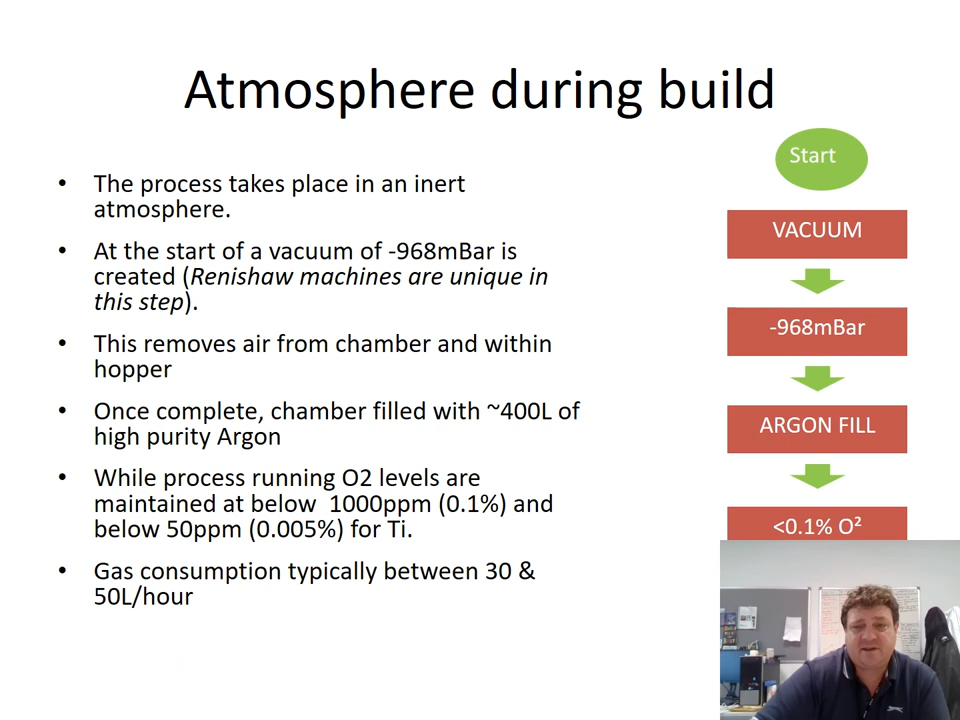 Atmosphere during build
• The process takes place in an inert
atmosphere.
• At the start of a vacuum of -968mBar is
created (Renishaw machines are unique in
this step).
• This removes air from chamber and within
hopper
• Once complete, chamber filled with ~400L of
high purity Argon
• While process running O2 levels are
maintained at below 1000ppm (0.1%) and
below 50ppm (0.005%) for Ti.
• Gas consumption typically between 30 &
50L/hour
Start
VACUUM
-968mBar
ARGON FILL
<0.1% O²